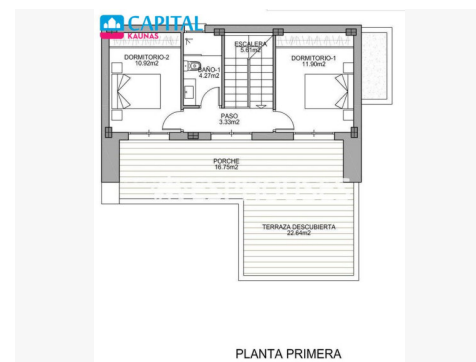 CAPITAL
KAUNAS
DORMITORIO-2
10.92m2
BAÑO-1
4.27m2
ESCALERA
5.61m2
DORMITORIO-1
11.90m2
PASO
3.33m2
PORCHE
16.75m2
TERRAZA DESCUBIERTA
22.64m2
PLANTA PRIMERA